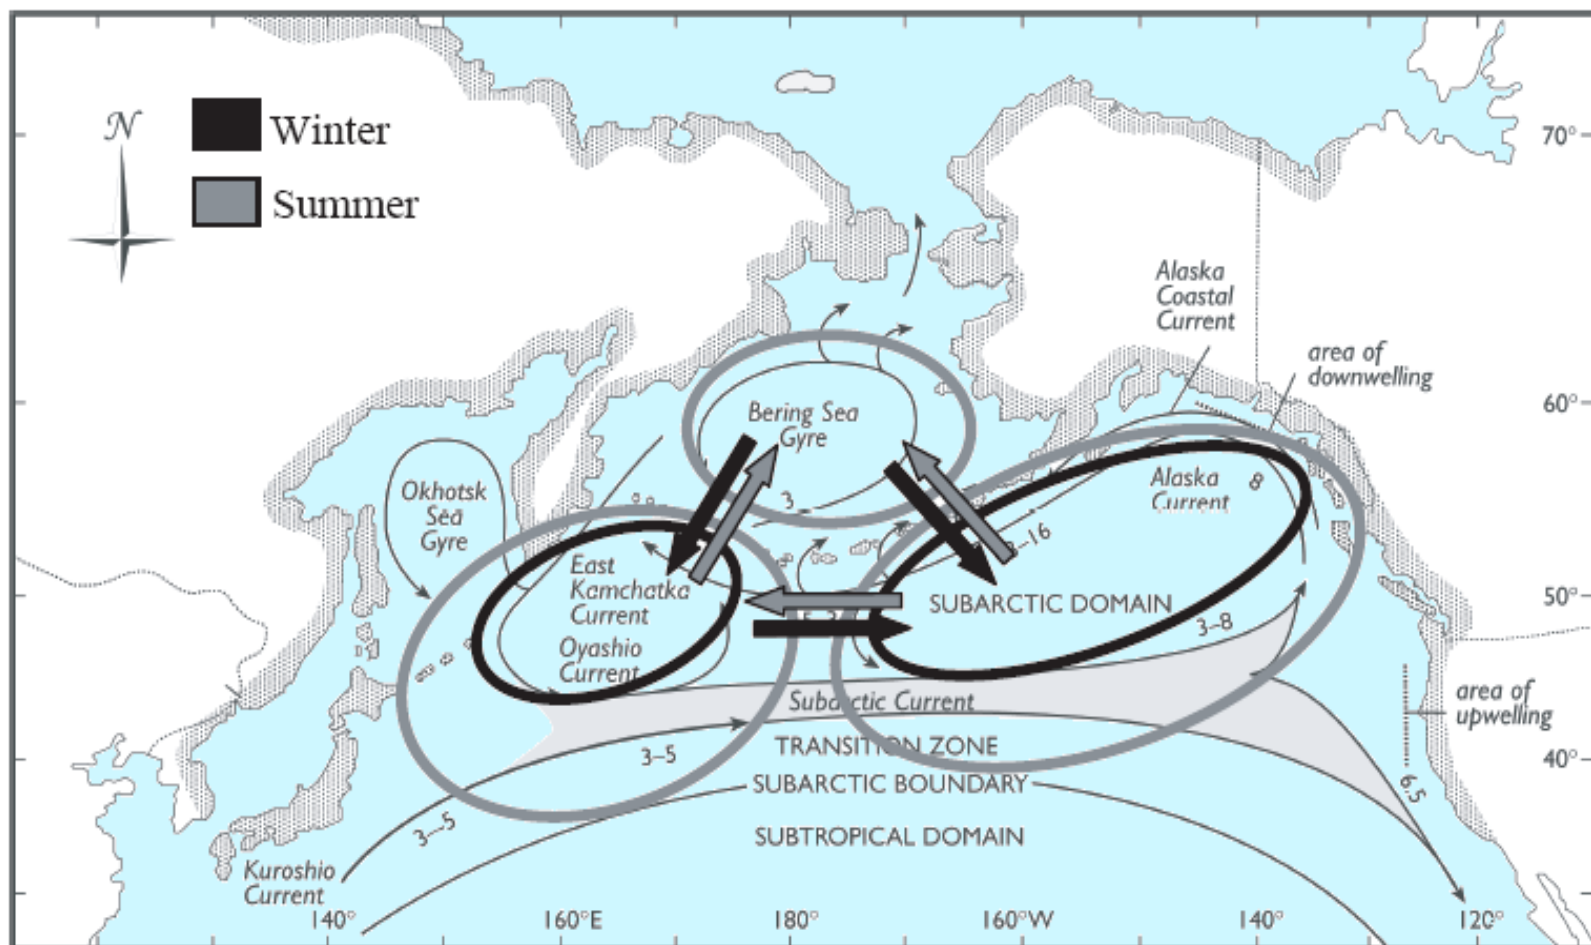 N
Winter
Summer
70°
Alaska
Coastal
Current
area of
downwelling
60°
Bering Sea
Gyre
Okhotsk
Sea
Gyre
3
Alaska
Current
8
–16
East
Kamchatka
Current
Oyashio
Current
SUBARCTIC DOMAIN
50°
3–8
Subarctic Current
area of
upwelling
TRANSITION ZONE
3–5
SUBARCTIC BOUNDARY
40°
6.5
3–5
SUBTROPICAL DOMAIN
Kuroshio
Current
140°
160°E
180°
160°W
140°
120°